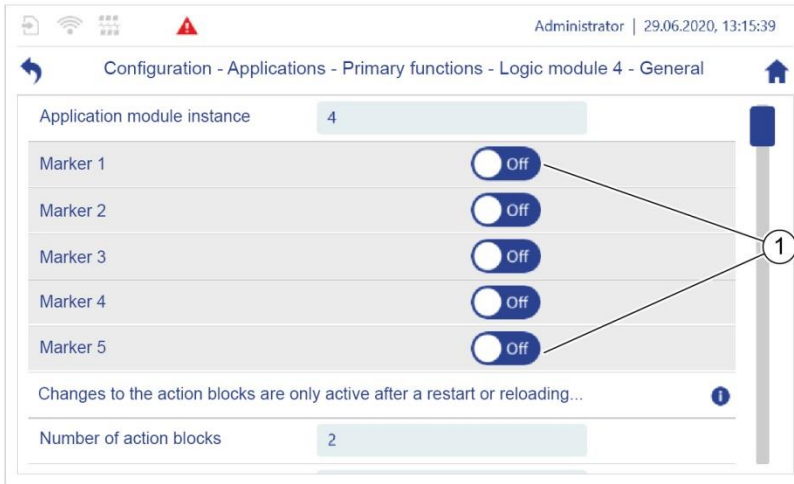 Administrator | 29.06.2020, 13:15:39
Configuration - Applications - Primary functions - Logic module 4 - General
Application module instance 4
Marker 1 Off
Marker 2 Off
Marker 3 Off
Marker 4 Off
Marker 5 Off
1
Changes to the action blocks are only active after a restart or reloading...
Number of action blocks 2